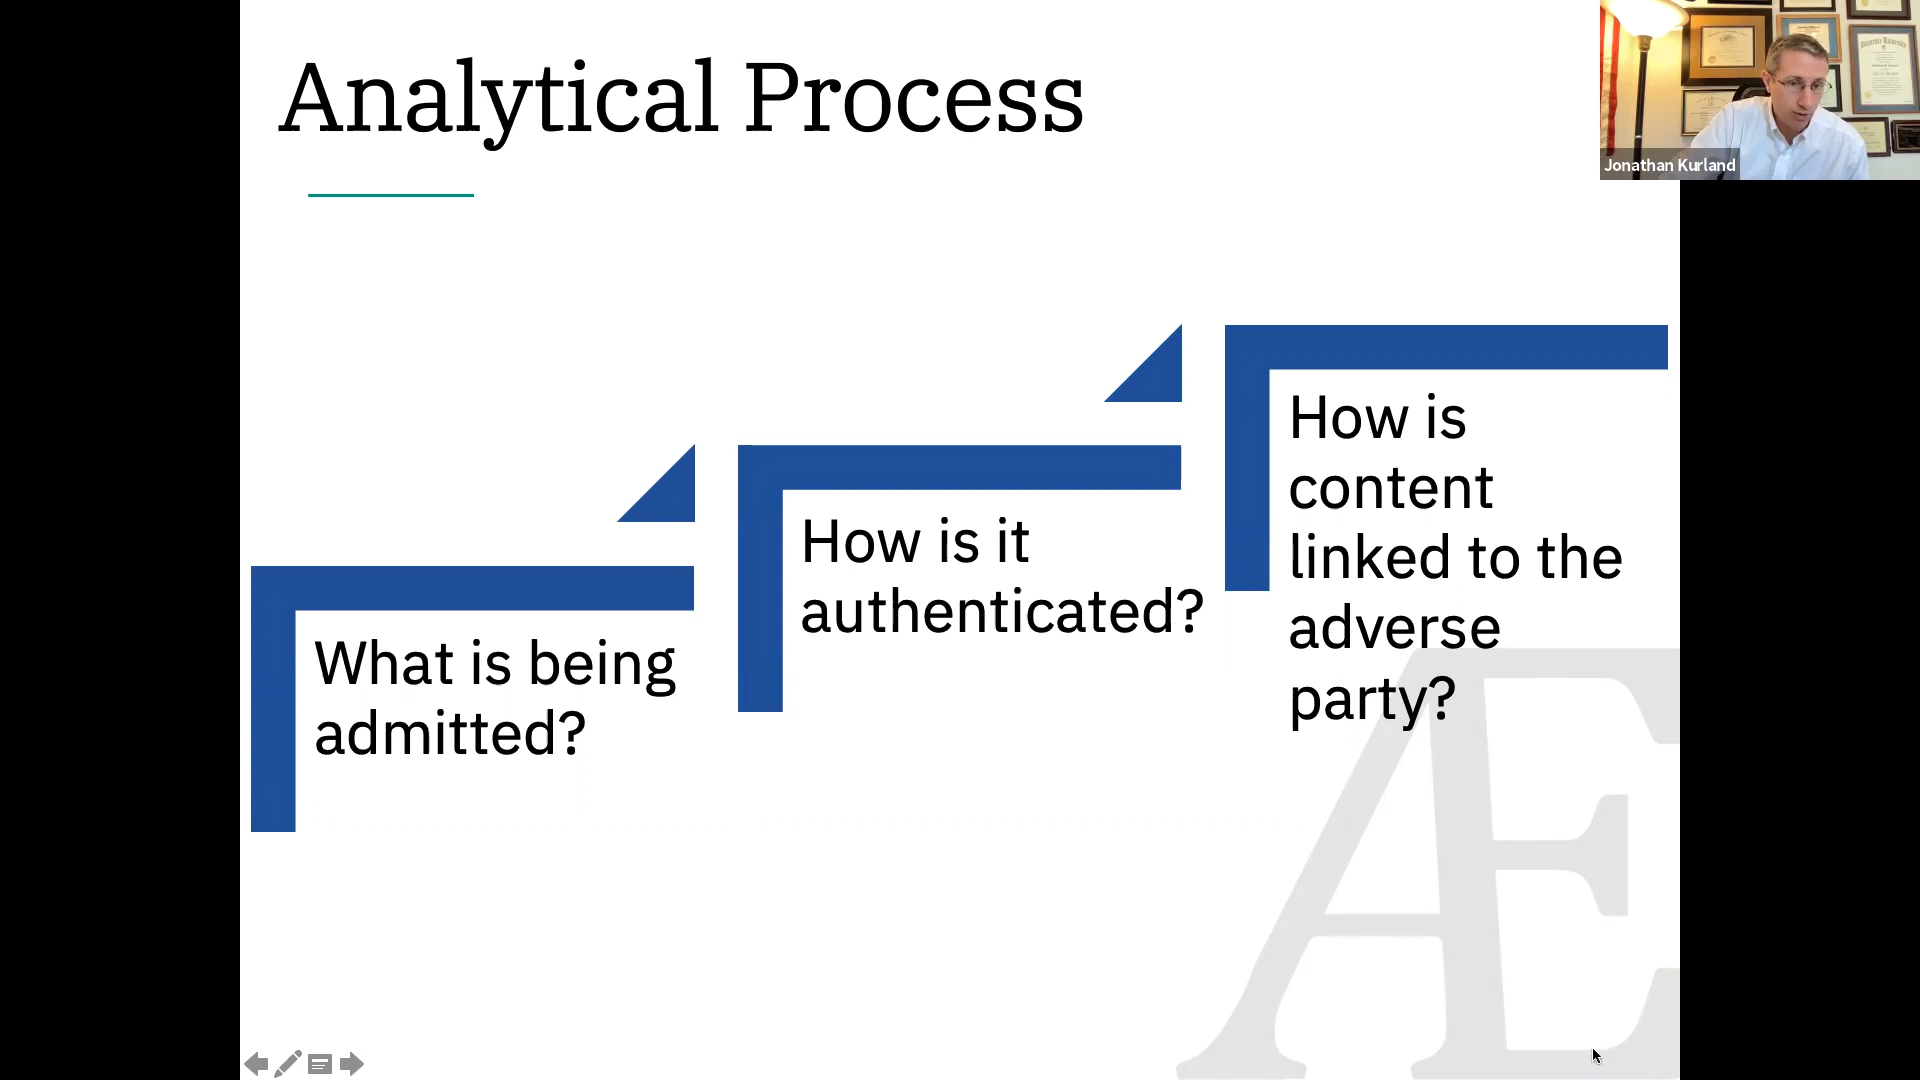 Analytical Process
Jonathan Kurland
What is being
admitted?
How is it
authenticated?
How is
content
linked to the
adverse
party?
Æ